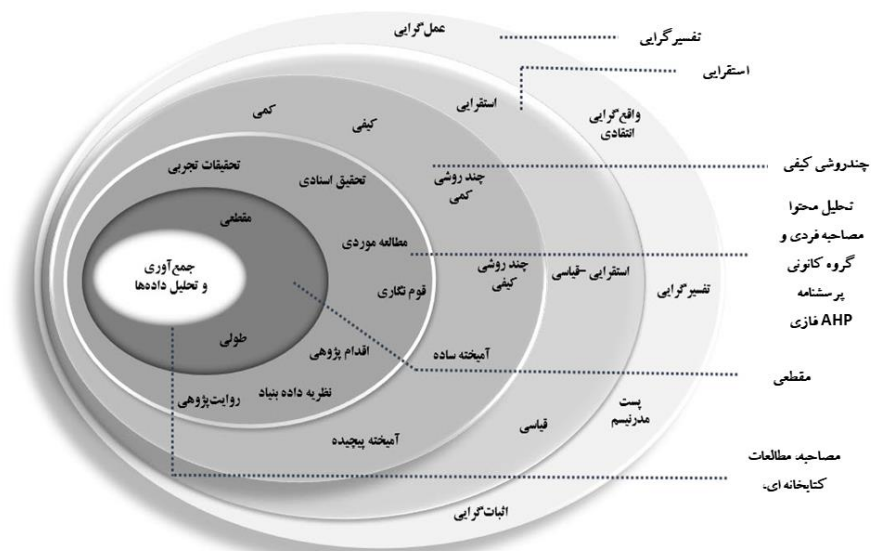 عمل‌گرایی
تفسیرگرایی
استقرایی
استقرایی
واقع‌گرایی
انتقادی
کمی
کیفی
تحقیقات تجربی
تحقیق اسنادی
چند روشی
کمی
چندروشی کیفی
مقطعی
مطالعه موردی
تحلیل محتوا
مصاحبه فردی و
گروه کانونی
پرسشنامه
AHP فازی
جمع‌آوری
و تحلیل داده‌ها
قوم نگاری
چند روشی
کیفی
استقرایی -قیاسی
تفسیرگرایی
طولی
اقدام پژوهی
آمیخته ساده
مقطعی
روایت‌پژوهی
نظریه داده بنیاد
پست
مدرنیسم
آمیخته پیچیده
قیاسی
مصاحبه، مطالعات
کتابخانه ای،
اثبات‌گرایی